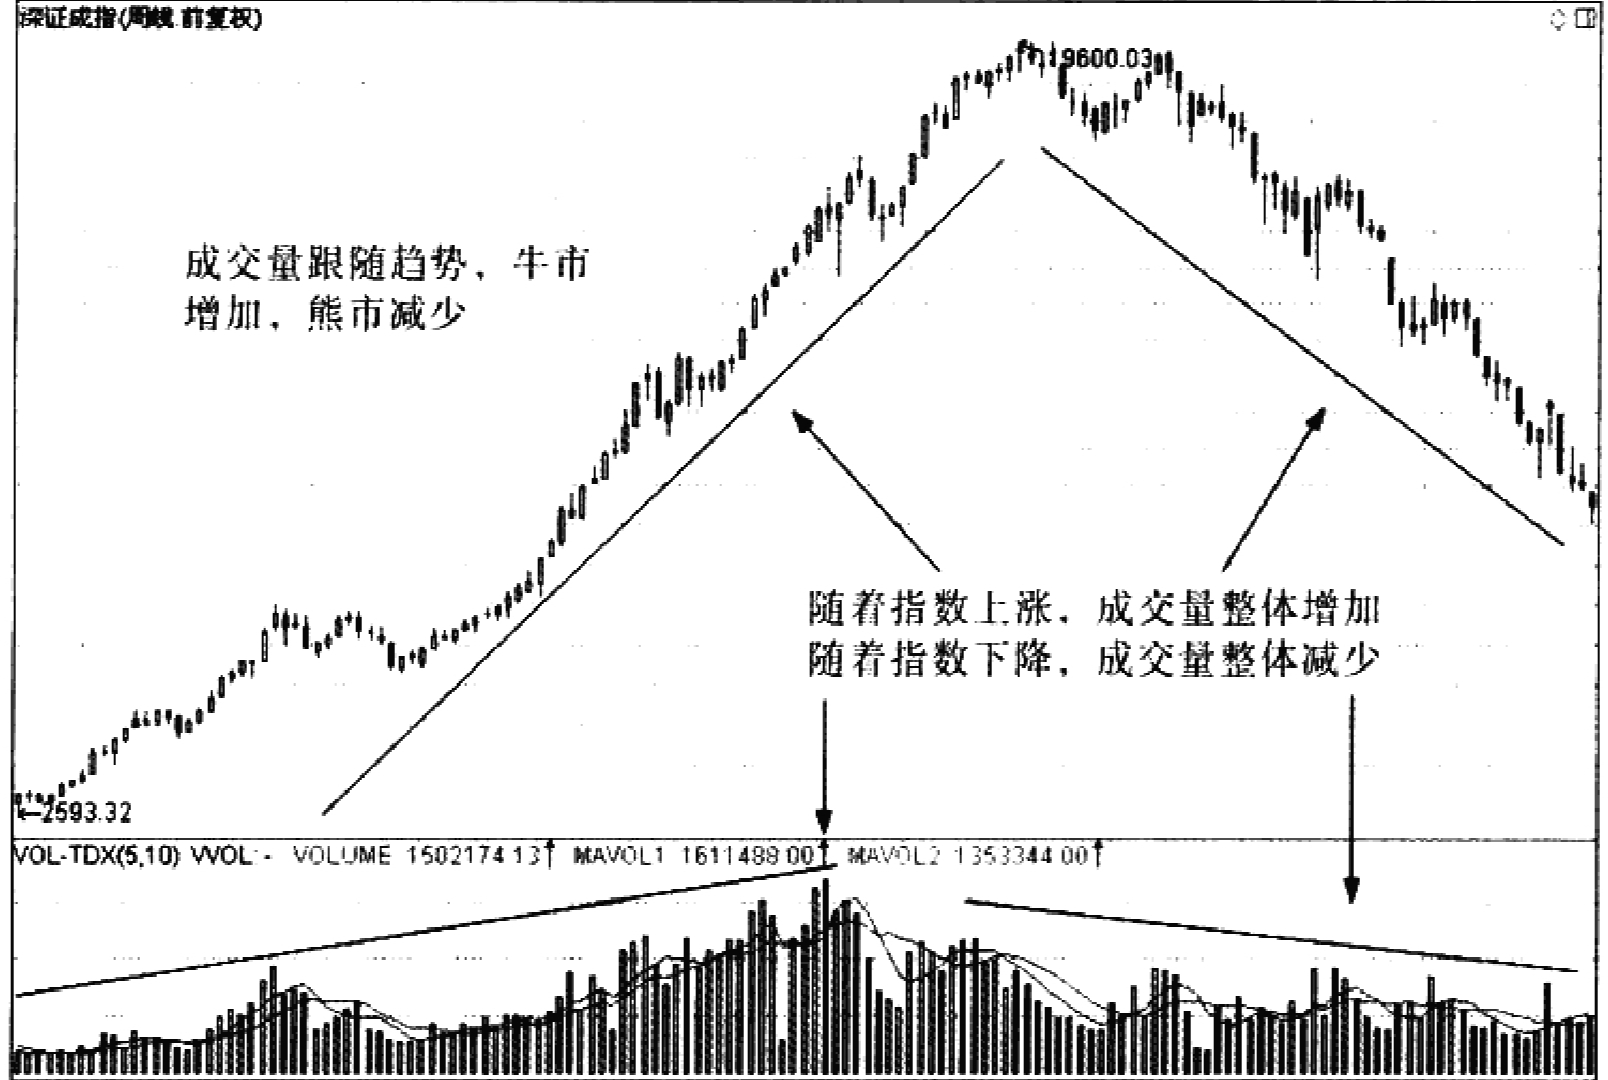 深证成指(周线 前复权)
19600.03
成交量跟随趋势，牛市
增加，熊市减少
随着指数上涨，成交量整体增加
随着指数下降，成交量整体减少
←2593.32
VOL-TDX(5,10) VVOL:- VOLUME 1502174.13↑ MAVOL1 1611488.00↑ MAVOL2 1353344.00↑